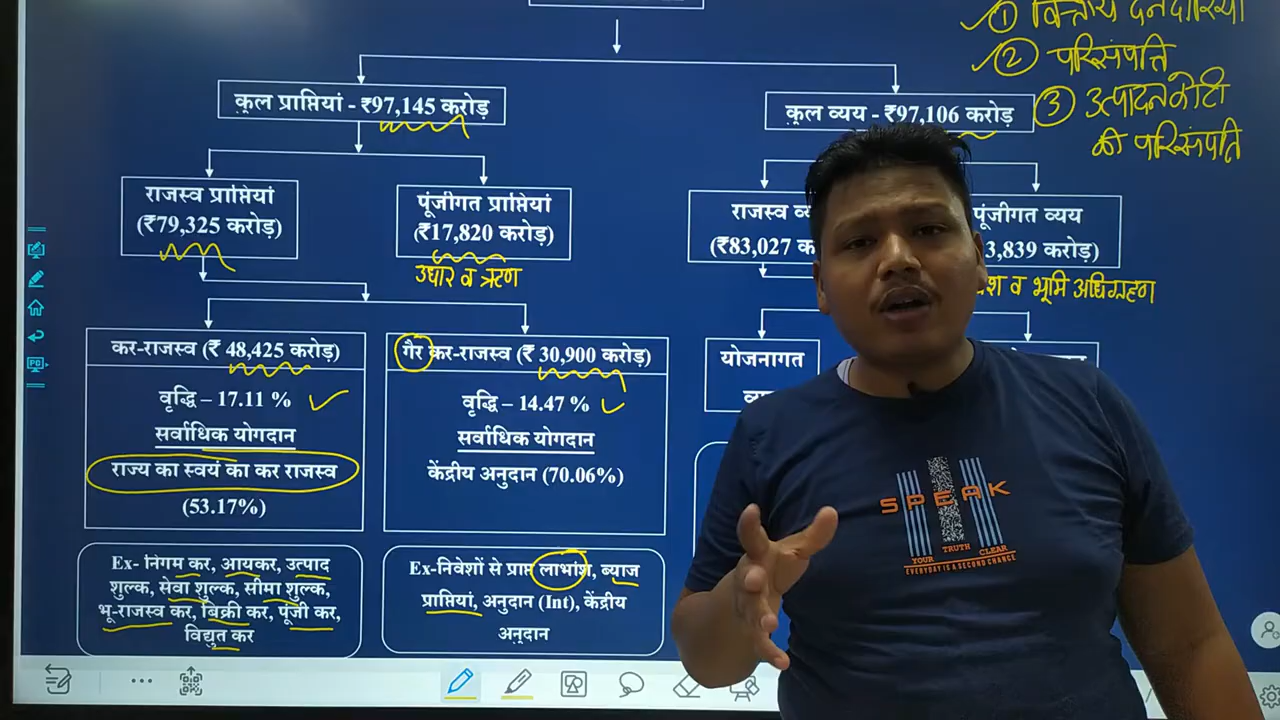 ① वित्तीय देनदारियाँ
② परिसंपत्ति
③ उत्पादन कोटी
की परिसंपत्ति
कुल प्राप्तियां - ₹97,145 करोड़
कुल व्यय - ₹97,106 करोड़
राजस्व प्राप्तियां
(₹79,325 करोड़)
पूंजीगत प्राप्तियां
(₹17,820 करोड़)
उधार व ऋण
राजस्व
(₹83,027
पूंजीगत व्यय
3,839 करोड़)
व भूमि अधिग्रहण
कर-राजस्व (₹ 48,425 करोड़)
वृद्धि – 17.11 %
सर्वाधिक योगदान
राज्य का स्वयं का कर राजस्व
(53.17%)
गैर कर-राजस्व (₹ 30,900 करोड़)
वृद्धि – 14.47 %
सर्वाधिक योगदान
केंद्रीय अनुदान (70.06%)
योजनागत
Ex- निगम कर, आयकर, उत्पाद
शुल्क, सेवा शुल्क, सीमा शुल्क,
भू-राजस्व कर, बिक्री कर, पूंजी कर,
विद्युत कर
Ex-निवेशों से प्राप्त लाभांश, ब्याज
प्राप्तियां, अनुदान (Int), केंद्रीय
अनुदान
SPEAK
YOUR TRUTH CLEAR
EVERYDAY IS A SECOND CHANCE